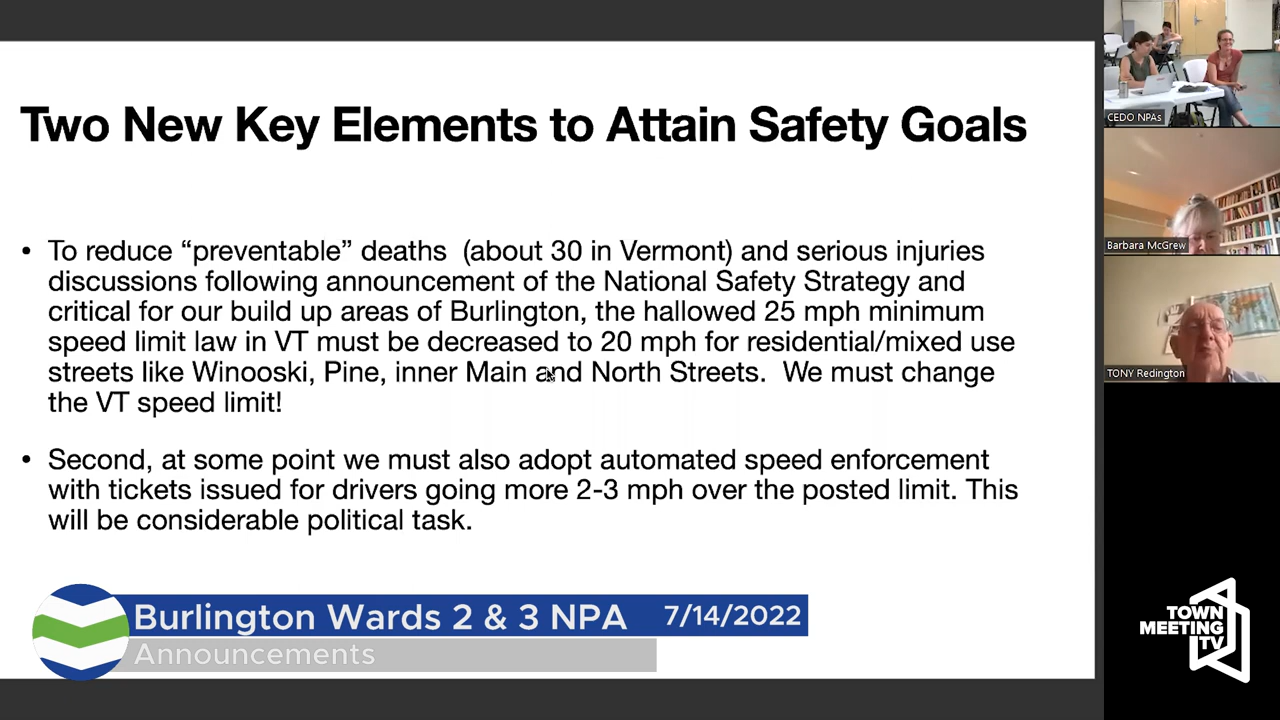 Two New Key Elements to Attain Safety Goals
• To reduce “preventable” deaths  (about 30 in Vermont) and serious injuries
discussions following announcement of the National Safety Strategy and
critical for our build up areas of Burlington, the hallowed 25 mph minimum
speed limit law in VT must be decreased to 20 mph for residential/mixed use
streets like Winooski, Pine, inner Main and North Streets.  We must change
the VT speed limit!
• Second, at some point we must also adopt automated speed enforcement
with tickets issued for drivers going more 2-3 mph over the posted limit. This
will be considerable political task.
Burlington Wards 2 & 3 NPA 7/14/2022
Announcements
CEDO NPAs
Barbara McGrew
TONY Redington
TOWN
MEETING
TV